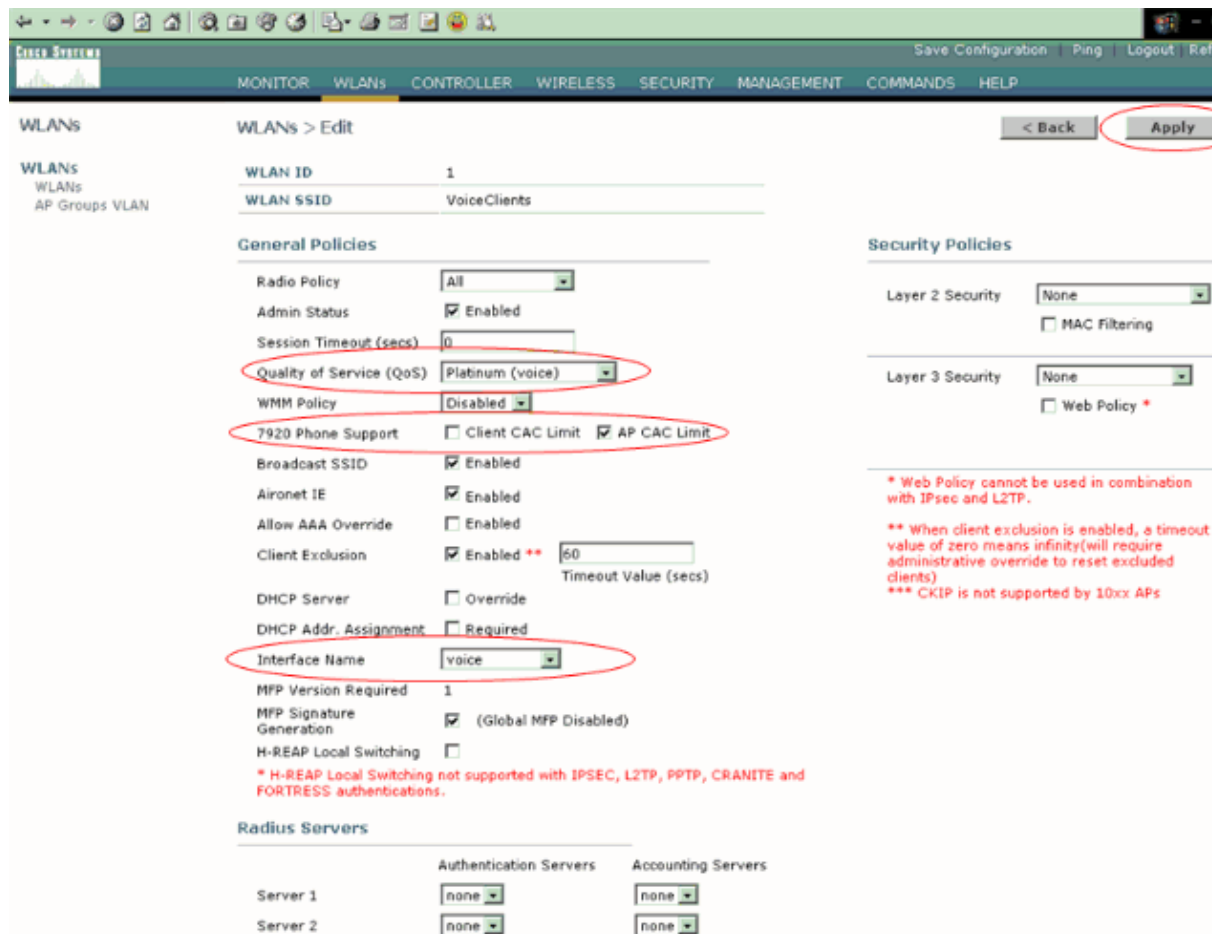 Cisco Systems
Save Configuration | Ping | Logout | Ref
MONITOR WLANs CONTROLLER WIRELESS SECURITY MANAGEMENT COMMANDS HELP
WLANs
WLANs > Edit
< Back
Apply
WLANs
WLANs
AP Groups VLAN
WLAN ID 1
WLAN SSID VoiceClients
General Policies
Radio Policy All
Admin Status Enabled
Session Timeout (secs) 0
Quality of Service (QoS) Platinum (voice)
WMM Policy Disabled
7920 Phone Support Client CAC Limit AP CAC Limit
Broadcast SSID Enabled
Aironet IE Enabled
Allow AAA Override Enabled
Client Exclusion Enabled ** 60
Timeout Value (secs)
DHCP Server Override
DHCP Addr. Assignment Required
Interface Name voice
MFP Version Required 1
MFP Signature
Generation (Global MFP Disabled)
H-REAP Local Switching
* H-REAP Local Switching not supported with IPSEC, L2TP, PPTP, CRANITE and
FORTRESS authentications.
Security Policies
Layer 2 Security None
MAC Filtering
Layer 3 Security None
Web Policy *
* Web Policy cannot be used in combination
with IPsec and L2TP.
** When client exclusion is enabled, a timeout
value of zero means infinity(will require
administrative override to reset excluded
clients)
*** CKIP is not supported by 10xx APs
Radius Servers
Authentication Servers Accounting Servers
Server 1 none none
Server 2 none none